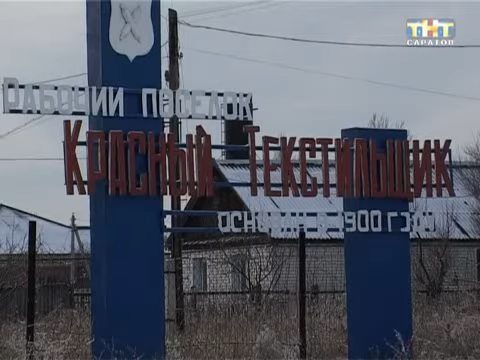 ТНТ
САРАТОВ
РАБОЧИЙ ПОСЕЛОК
КРАСНЫЙ ТЕКСТИЛЬЩИК
ОСНОВАН В 1900 ГОДУ